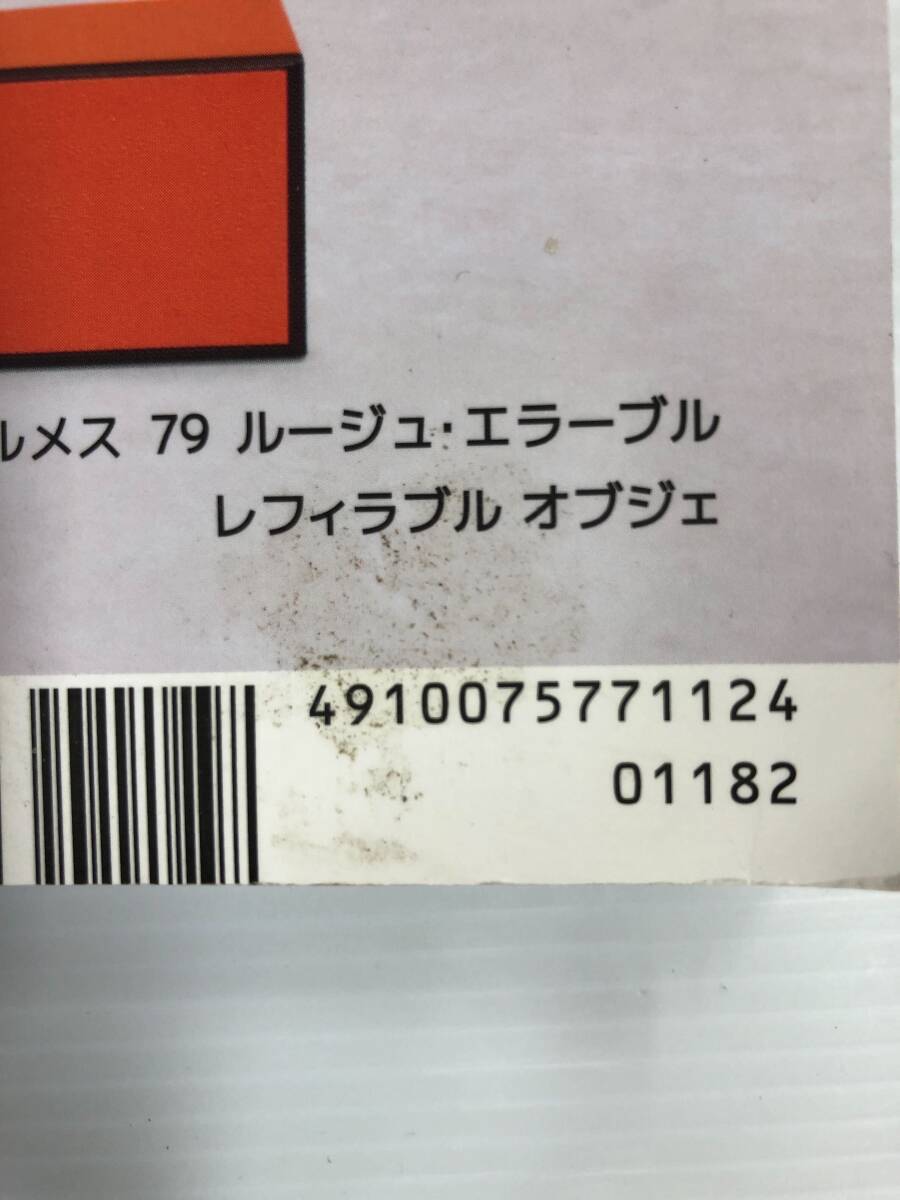 ルメス 79 ルージュ・エラーブル
レフィラブル オブジェ
4910075771124
01182